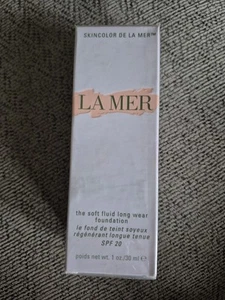 SKINCOLOR DE LA MER™
LA MER
the soft fluid long wear
foundation
le fond de teint soyeux
régénérant longue tenue
SPF 20
poids net wt. 1 oz/30 ml ℮